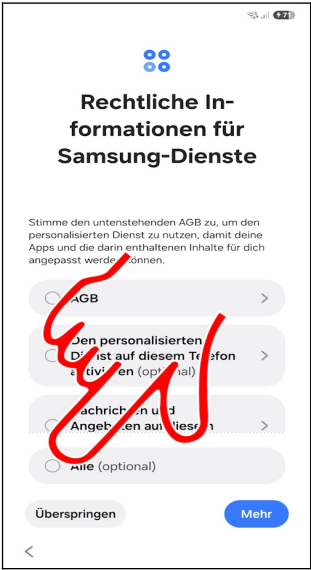 71
Rechtliche In-
formationen für
Samsung-Dienste
Stimme den untenstehenden AGB zu, um den
personalisierten Dienst zu nutzen, damit deine
Apps und die darin enthaltenen Inhalte für dich
angepasst werden können.
AGB
Den personalisierten
Dienst auf diesem Telefon
aktivieren (optional)
Nachrichten und
Angebote auf diesem
Alle (optional)
Überspringen
Mehr